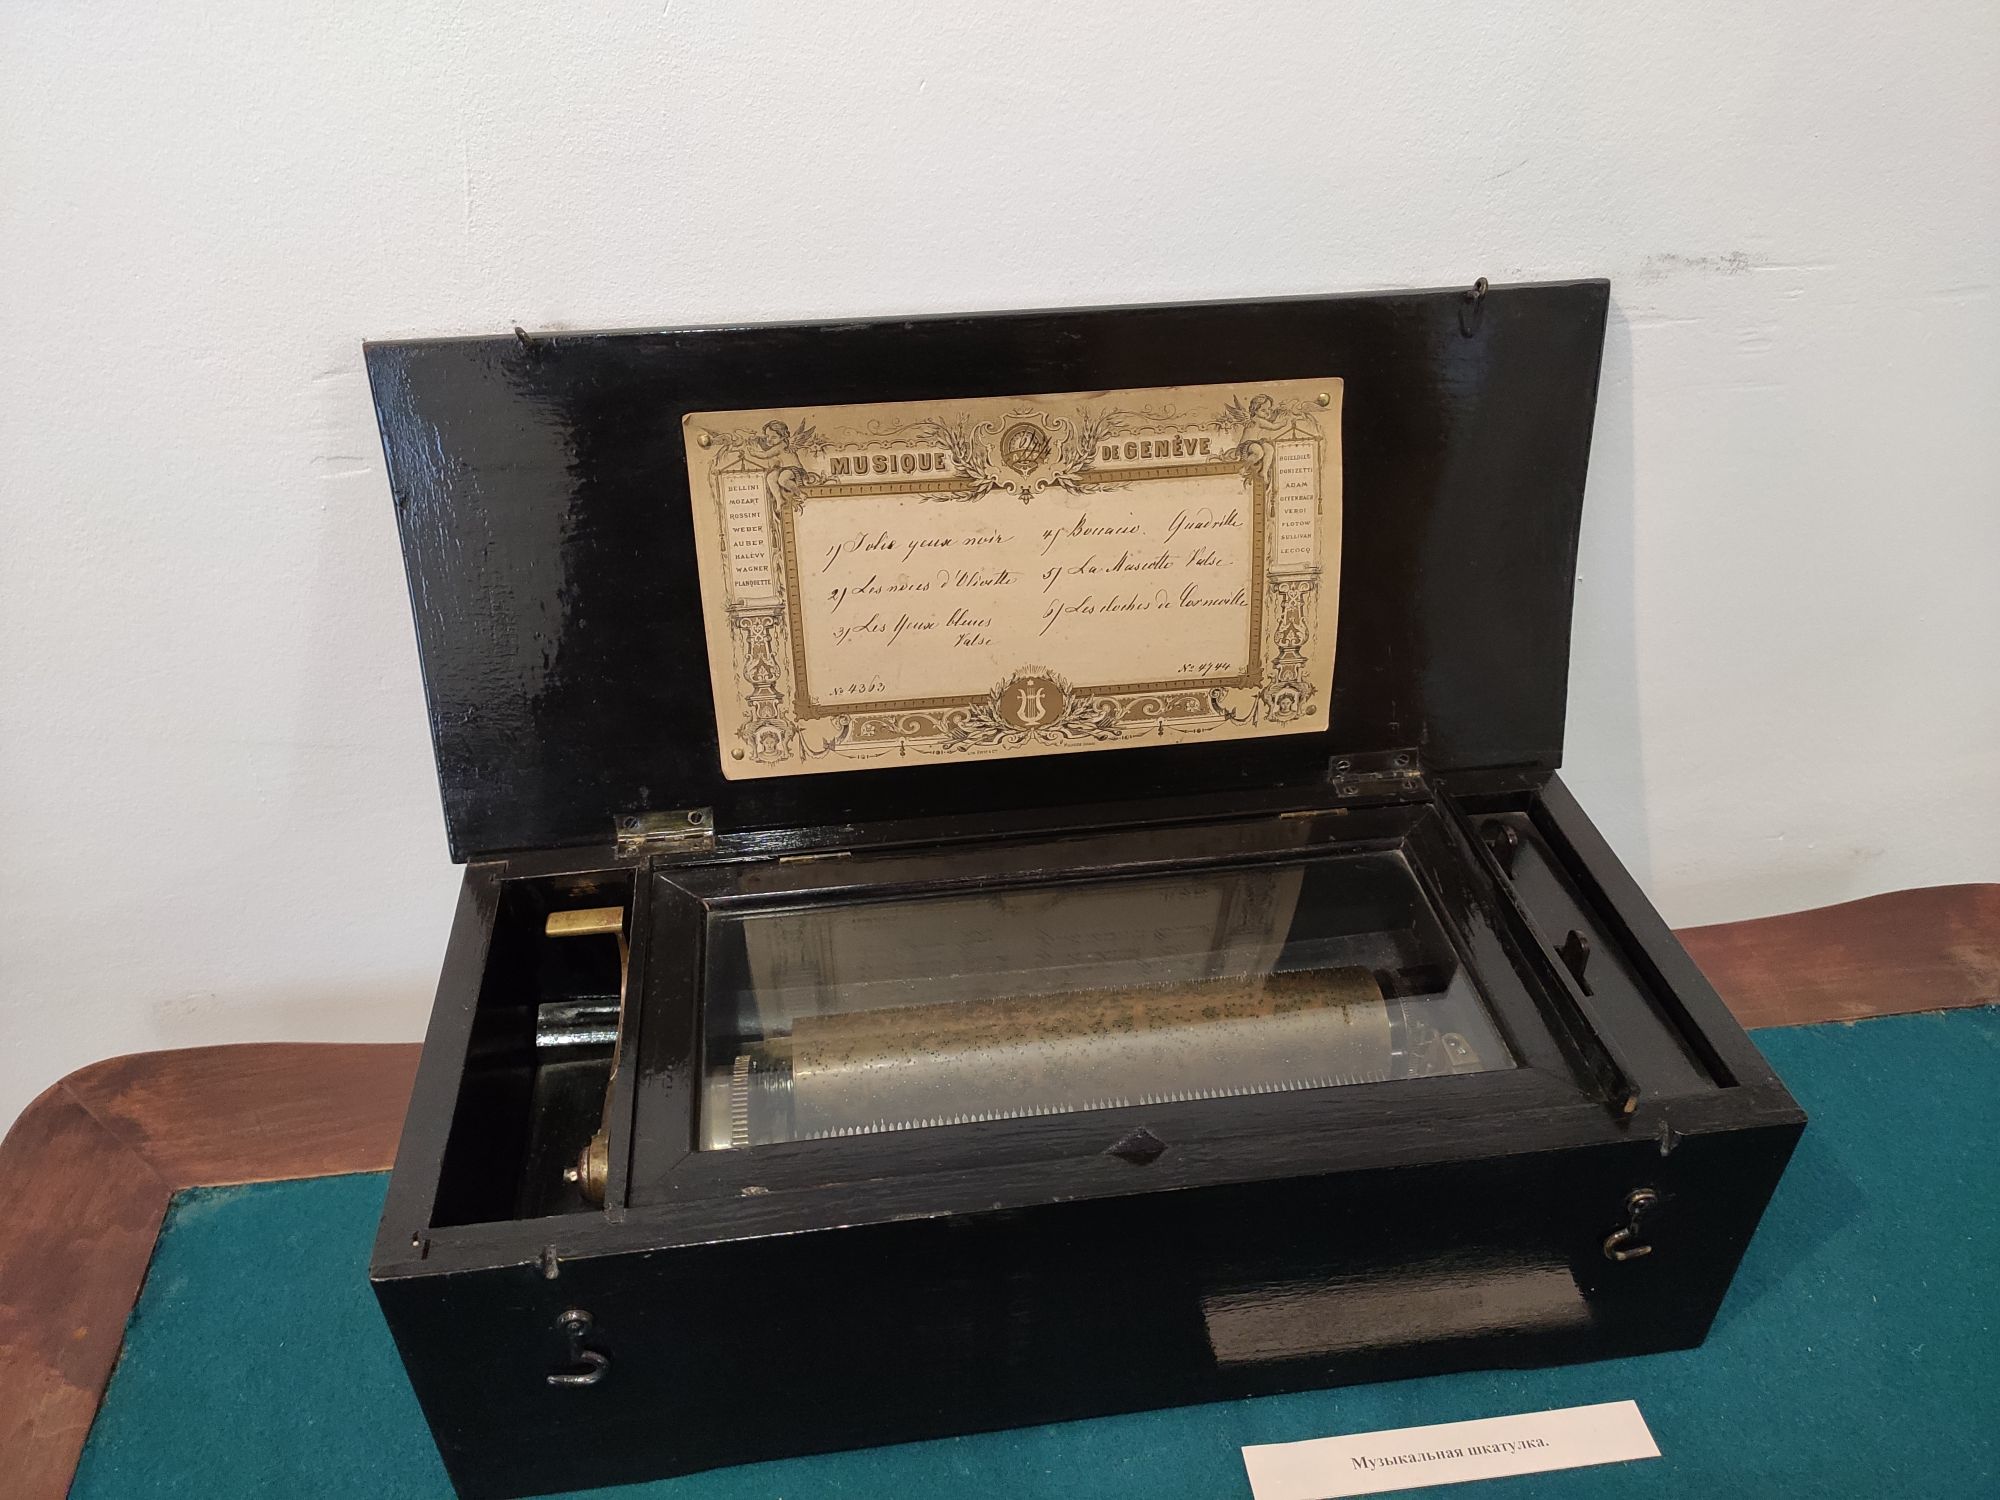 MUSIQUE DE GENÈVE
BELLINI
MOZART
ROSSINI
WEBER
AUBER
HALÉVY
WAGNER
PLANQUETTE
BOIELDIEU
DONIZETTI
ADAM
OFFENBACH
VERDI
FLOTOW
SULLIVAN
LECOCQ
1) Jolis yeux noir
2) Les noces d'Olivette
3) Les Yeux bleues
Valse
4) Boccacio. Quadrille
5) La Mascotte Valse.
6) Les cloches de Corneville
№ 4363
№ 4744
Музыкальная шкатулка.